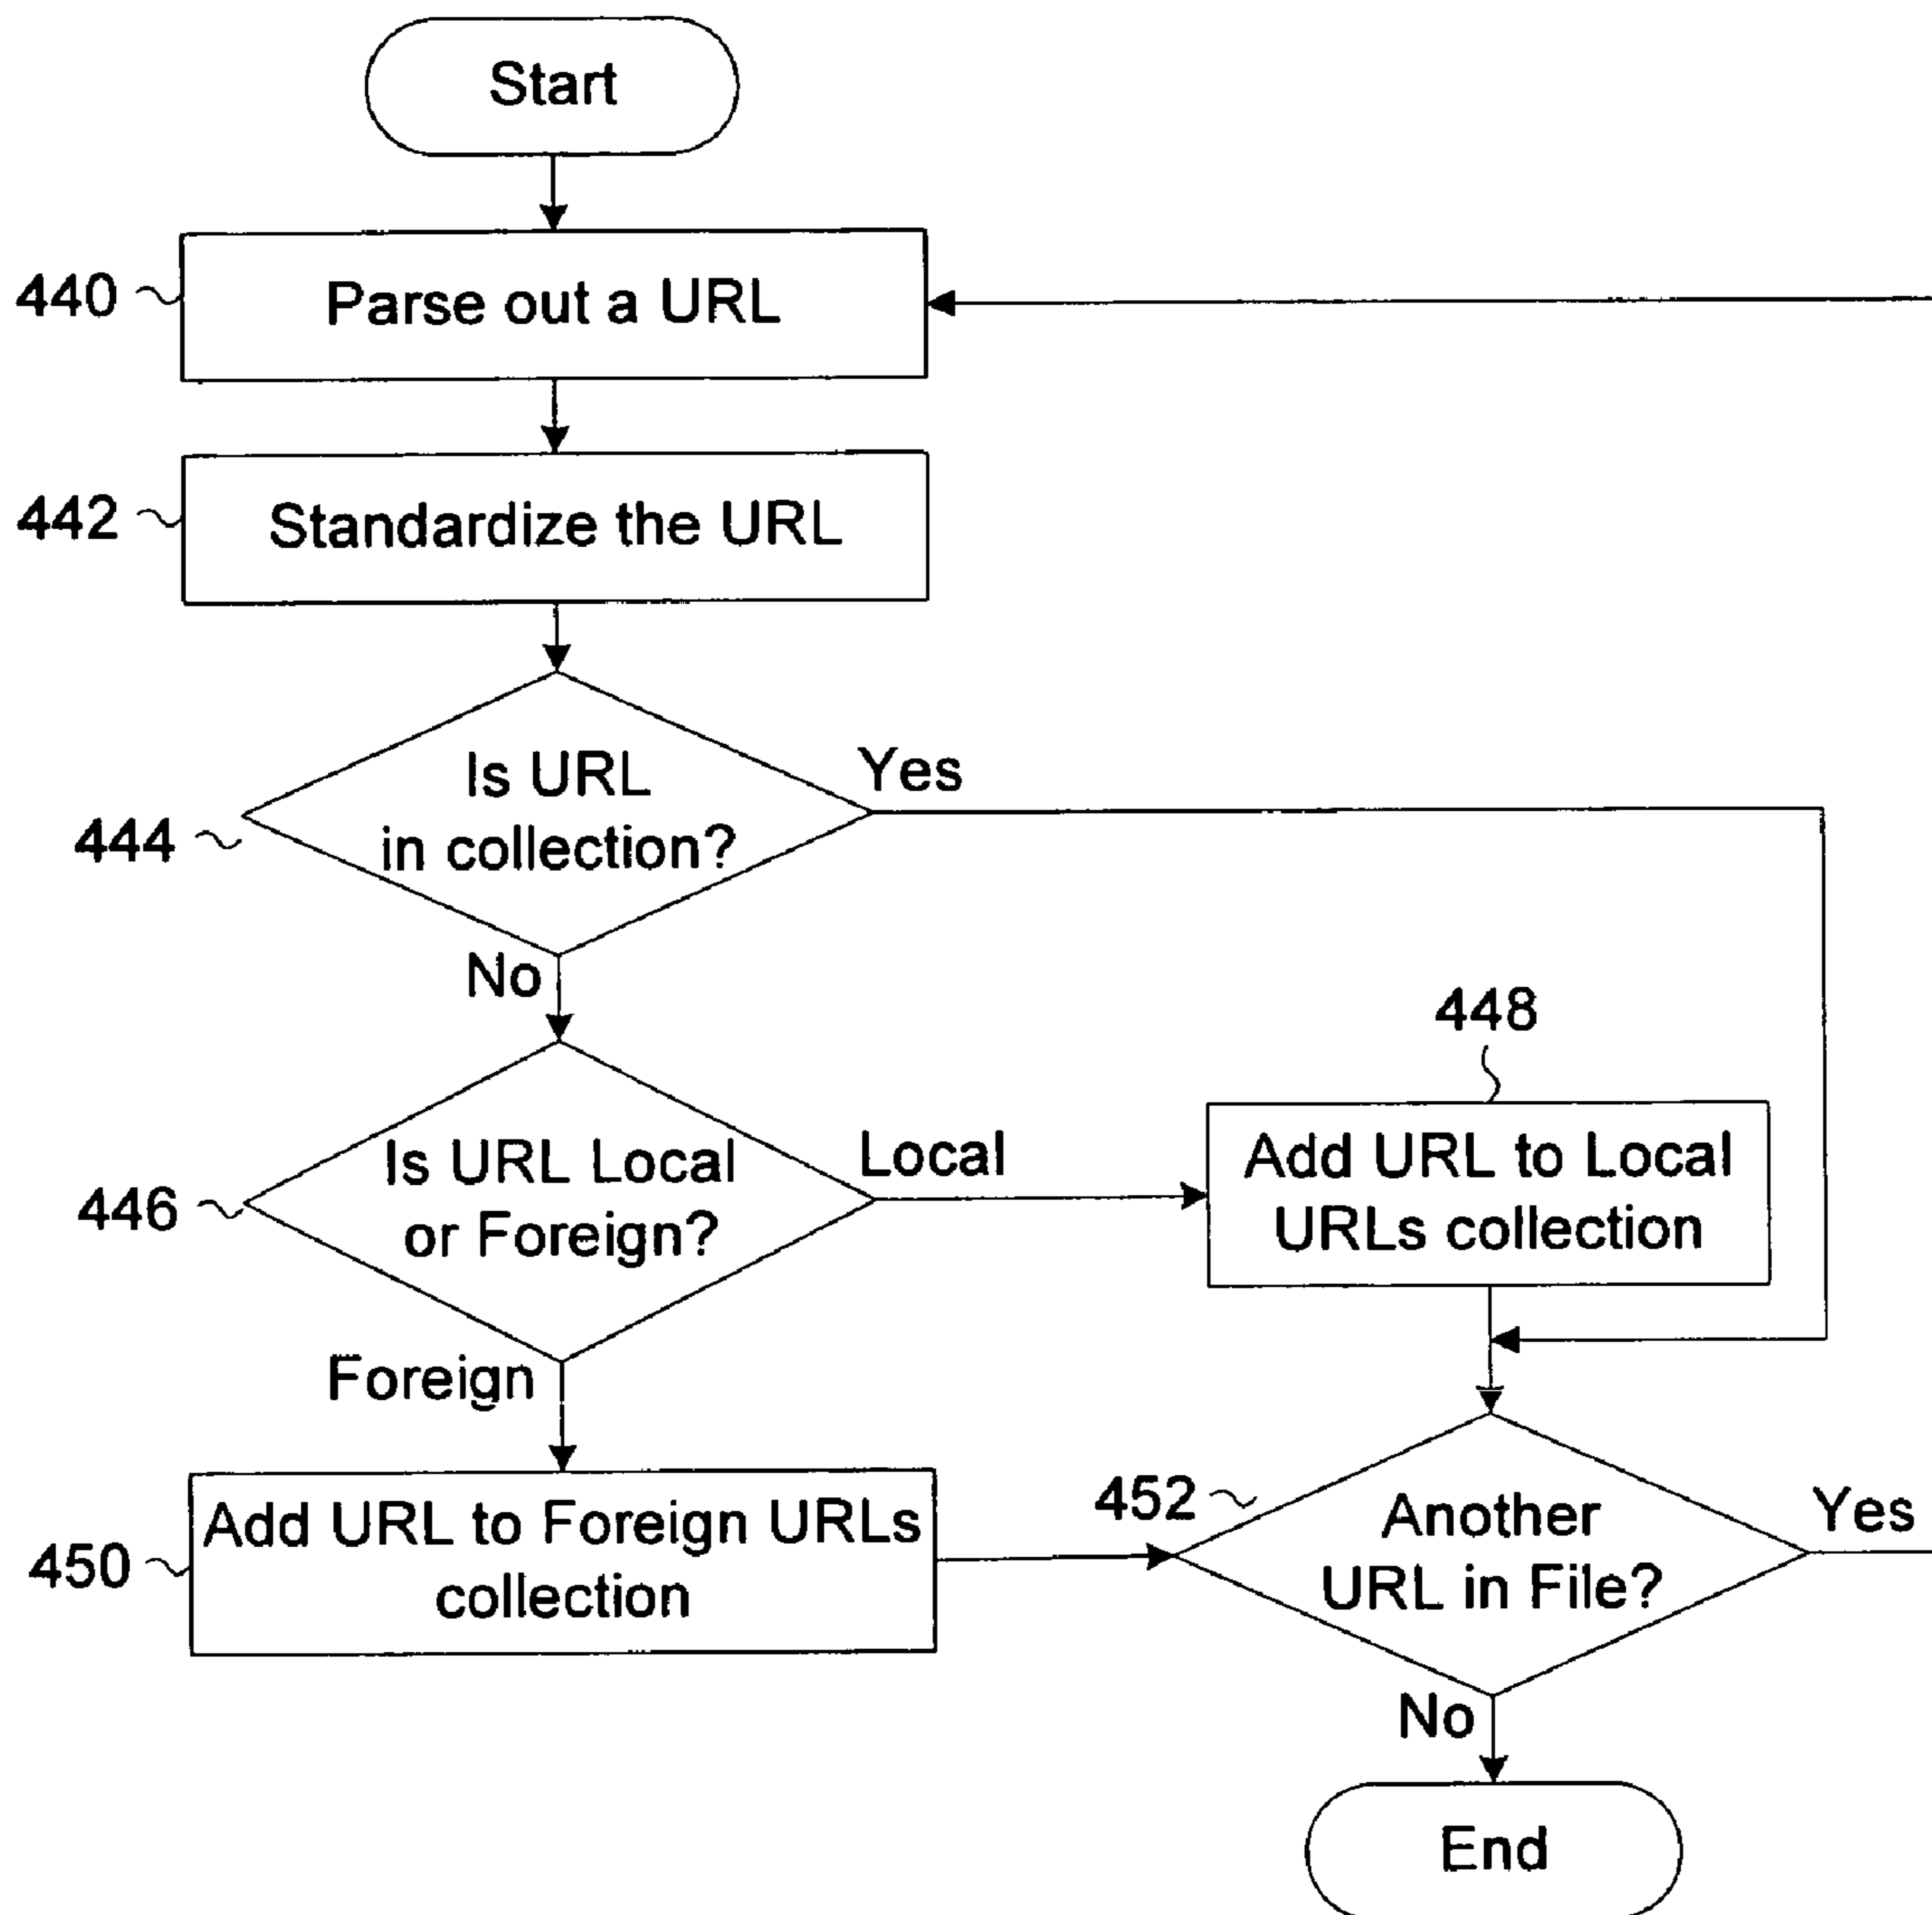 Start
440
Parse out a URL
442
Standardize the URL
Is URL
in collection?
444
Yes
No
448
Is URL Local
or Foreign?
446
Local
Add URL to Local
URLs collection
Foreign
450
Add URL to Foreign URLs
collection
452
Another
URL in File?
Yes
No
End